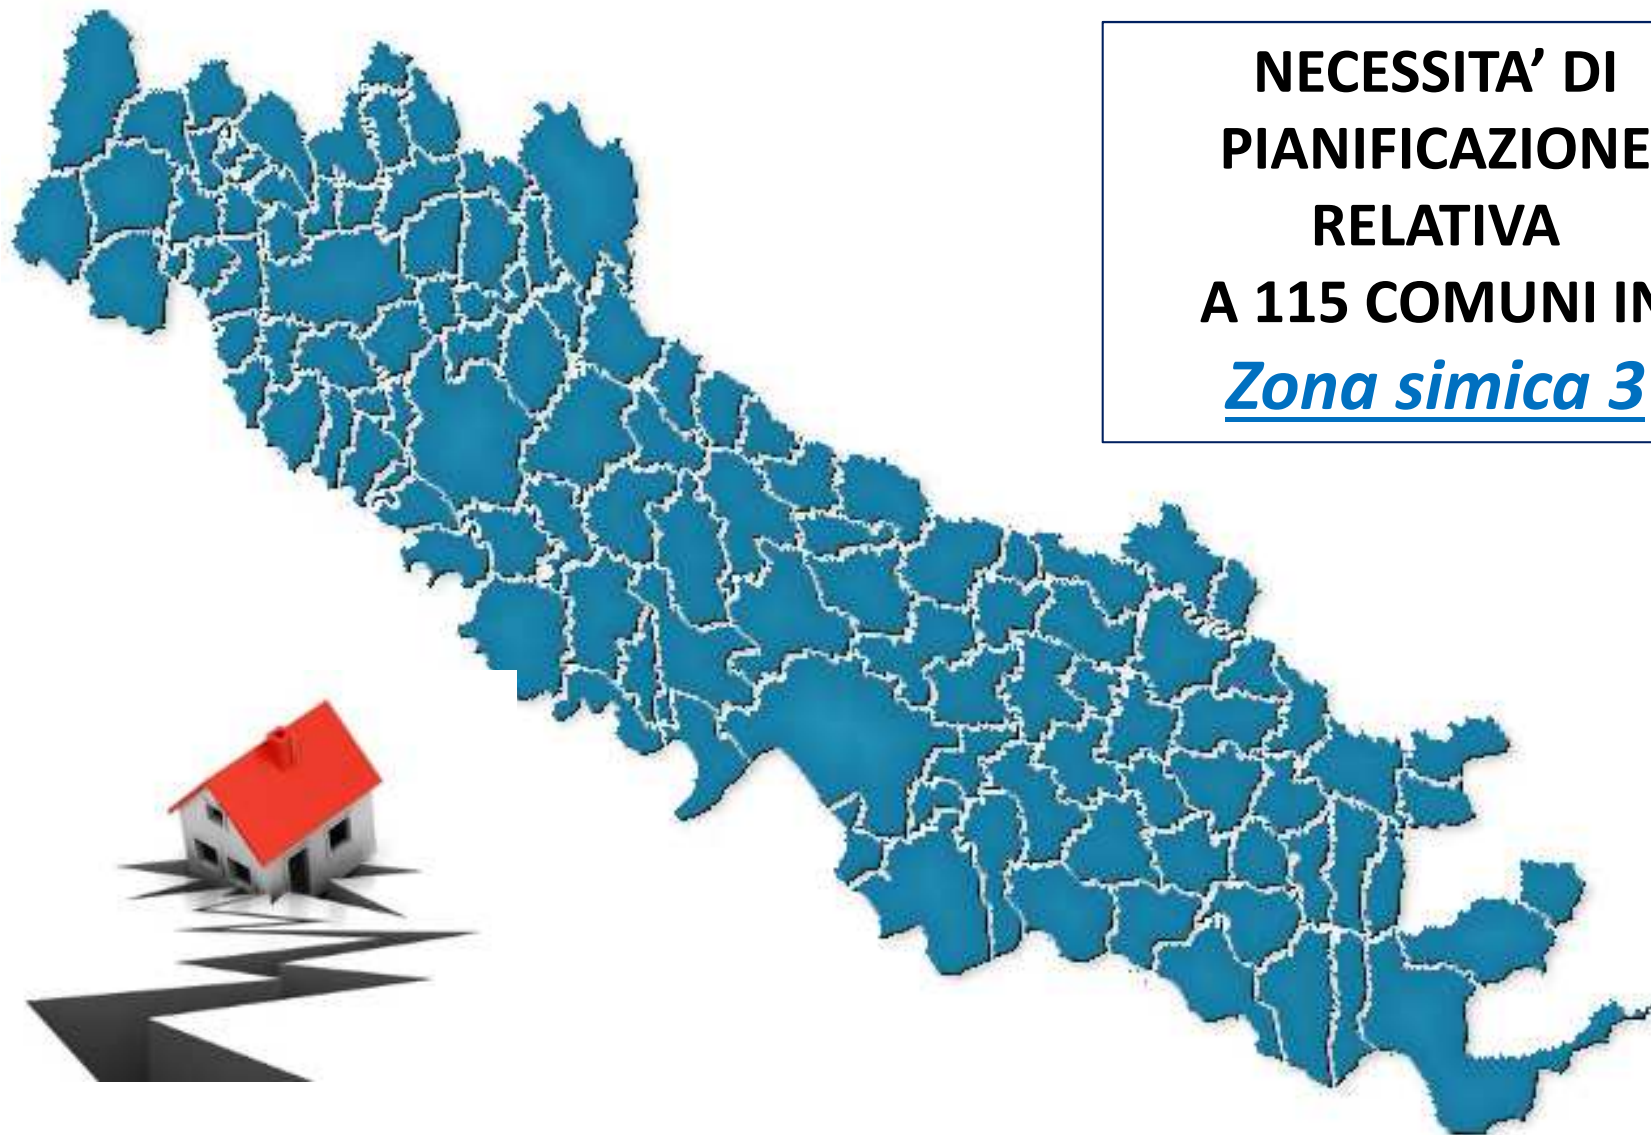 NECESSITA’ DI
PIANIFICAZIONE
RELATIVA
A 115 COMUNI IN
Zona simica 3